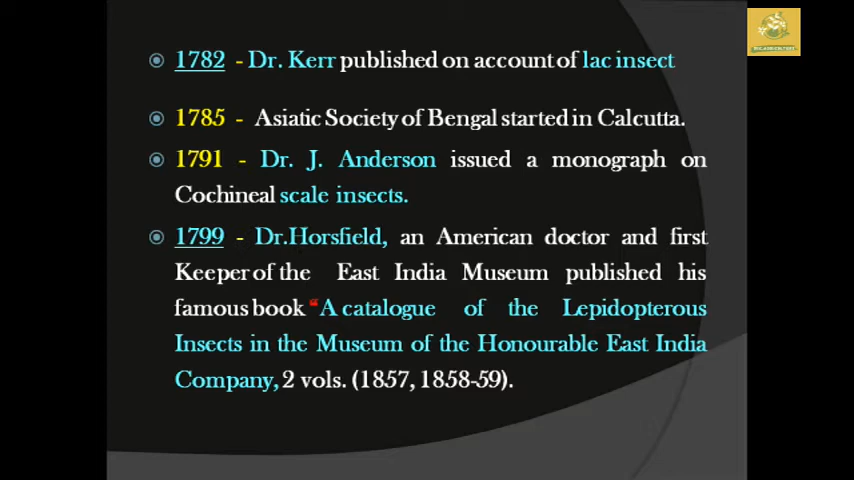 1782 - Dr. Kerr published on account of lac insect
1785 - Asiatic Society of Bengal started in Calcutta.
1791 - Dr. J. Anderson issued a monograph on
Cochineal scale insects.
1799 - Dr.Horsfield, an American doctor and first
Keeper of the East India Museum published his
famous book “A catalogue of the Lepidopterous
Insects in the Museum of the Honourable East India
Company, 2 vols. (1857, 1858-59).